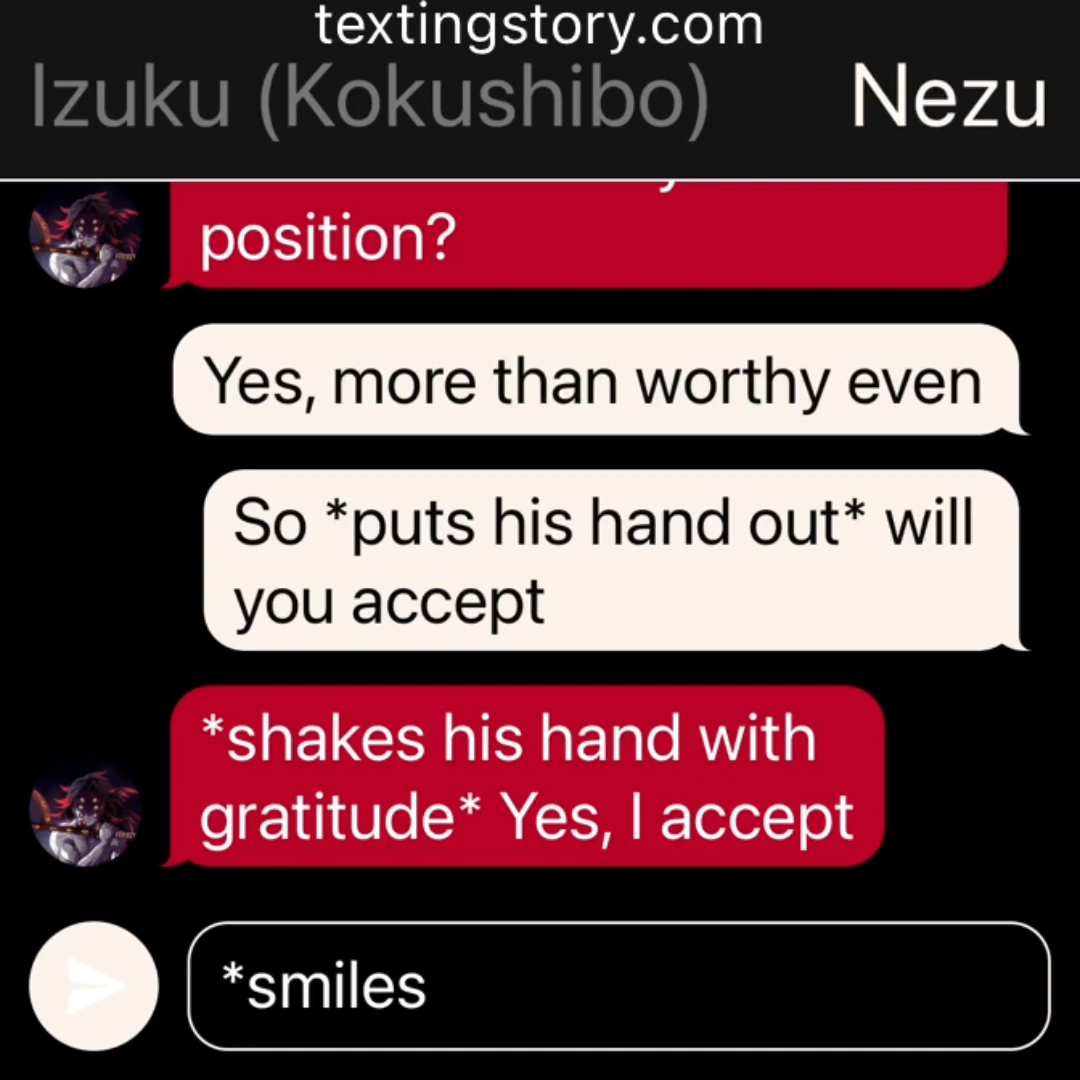 textingstory.com
Izuku (Kokushibo) Nezu
position?
Yes, more than worthy even
So *puts his hand out* will
you accept
*shakes his hand with
gratitude* Yes, I accept
*smiles